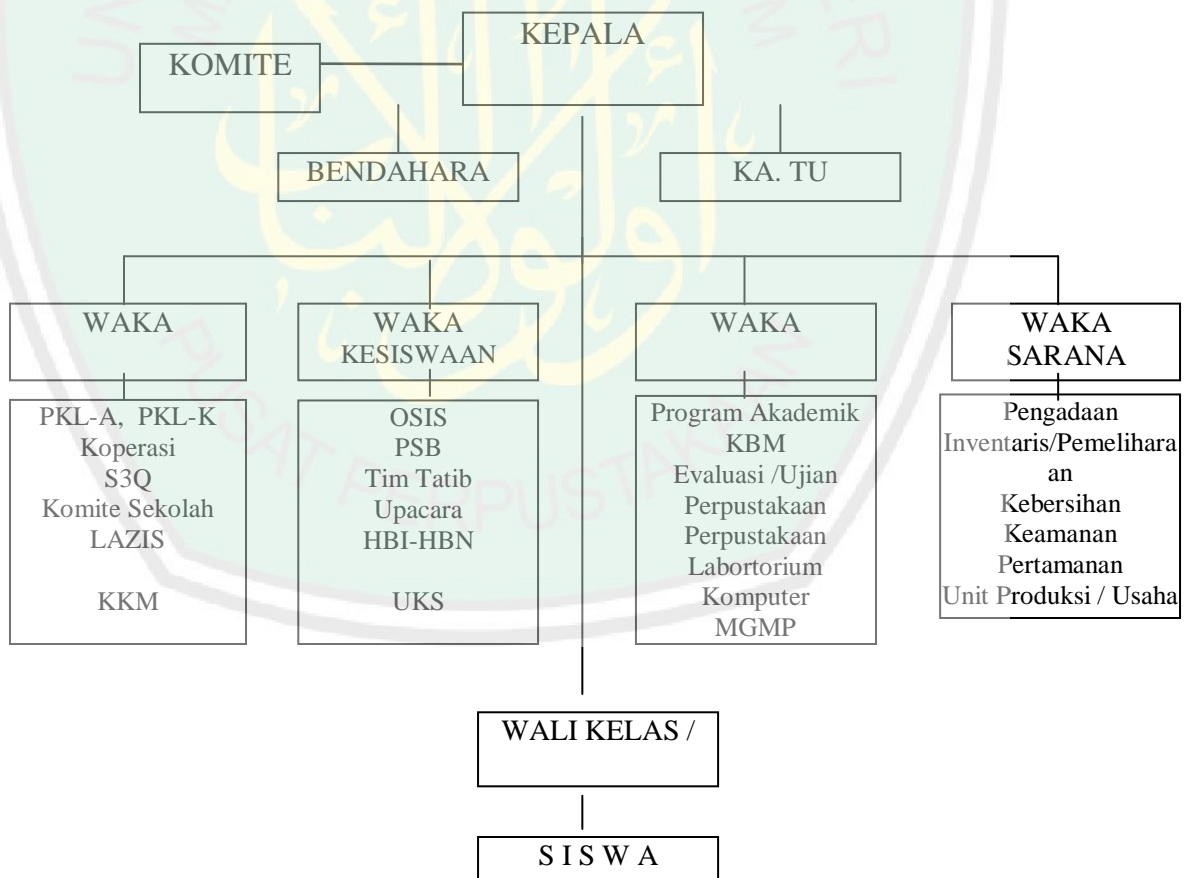 KEPALA
KOMITE
BENDAHARA
KA. TU
WAKA
WAKA
KESISWAAN
WAKA
WAKA
SARANA
PKL-A, PKL-K
Koperasi
S3Q
Komite Sekolah
LAZIS
KKM
OSIS
PSB
Tim Tatib
Upacara
HBI-HBN
UKS
Program Akademik
KBM
Evaluasi /Ujian
Perpustakaan
Perpustakaan
Labortorium
Komputer
MGMP
Pengadaan
Inventaris/Pemelihara
an
Kebersihan
Keamanan
Pertamanan
Unit Produksi / Usaha
WALI KELAS /
S I S W A
PUSAT PERPUSTAKAAN